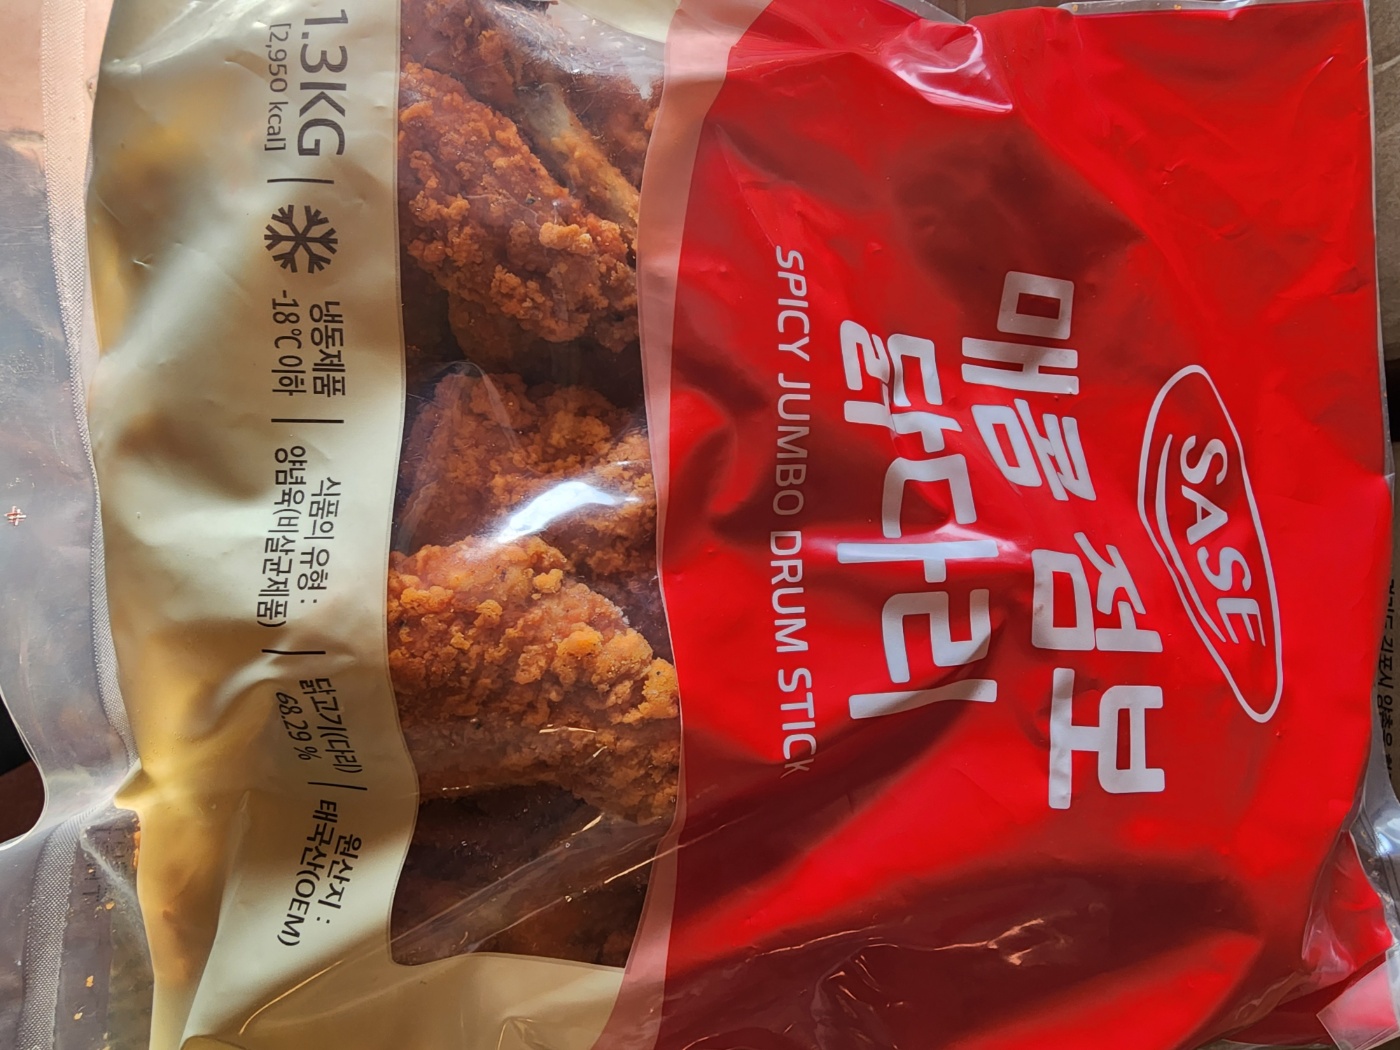 SASE
매콤 점보
닭다리
SPICY JUMBO DRUM STICK
1.3KG
[2,950 kcal]
냉동제품
-18℃ 이하
식품의 유형 :
양념육(비살균제품)
닭고기(다리)
68.29 %
원산지 :
태국산(OEM)